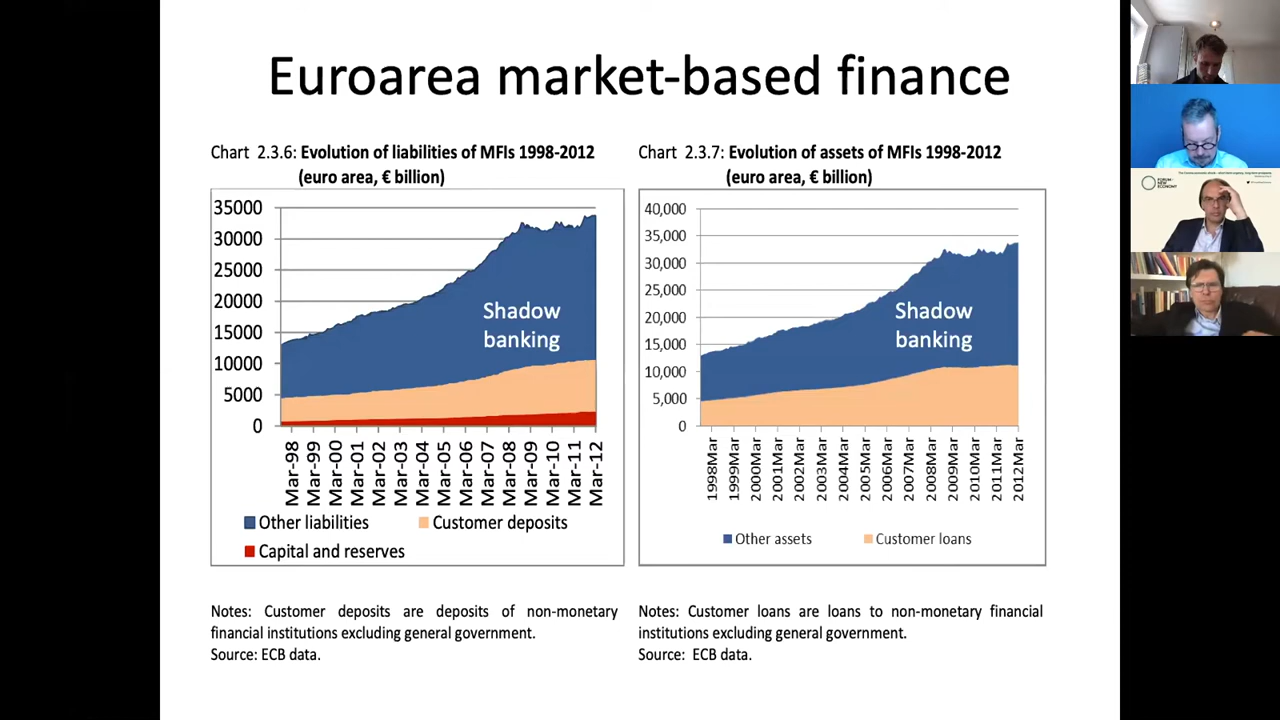 Euroarea market-based finance
Chart 2.3.6: Evolution of liabilities of MFIs 1998-2012
(euro area, € billion)
35000
30000
25000
20000
15000
10000
5000
0
Shadow
banking
Mar-98
Mar-99
Mar-00
Mar-01
Mar-02
Mar-03
Mar-04
Mar-05
Mar-06
Mar-07
Mar-08
Mar-09
Mar-10
Mar-11
Mar-12
Other liabilities
Customer deposits
Capital and reserves
Notes: Customer deposits are deposits of non-monetary
financial institutions excluding general government.
Source: ECB data.
Chart 2.3.7: Evolution of assets of MFIs 1998-2012
(euro area, € billion)
40,000
35,000
30,000
25,000
20,000
15,000
10,000
5,000
0
Shadow
banking
1998Mar
1999Mar
2000Mar
2001Mar
2002Mar
2003Mar
2004Mar
2005Mar
2006Mar
2007Mar
2008Mar
2009Mar
2010Mar
2011Mar
2012Mar
Other assets
Customer loans
Notes: Customer loans are loans to non-monetary financial
institutions excluding general government.
Source: ECB data.
FORUM
NEW
ECONOMY